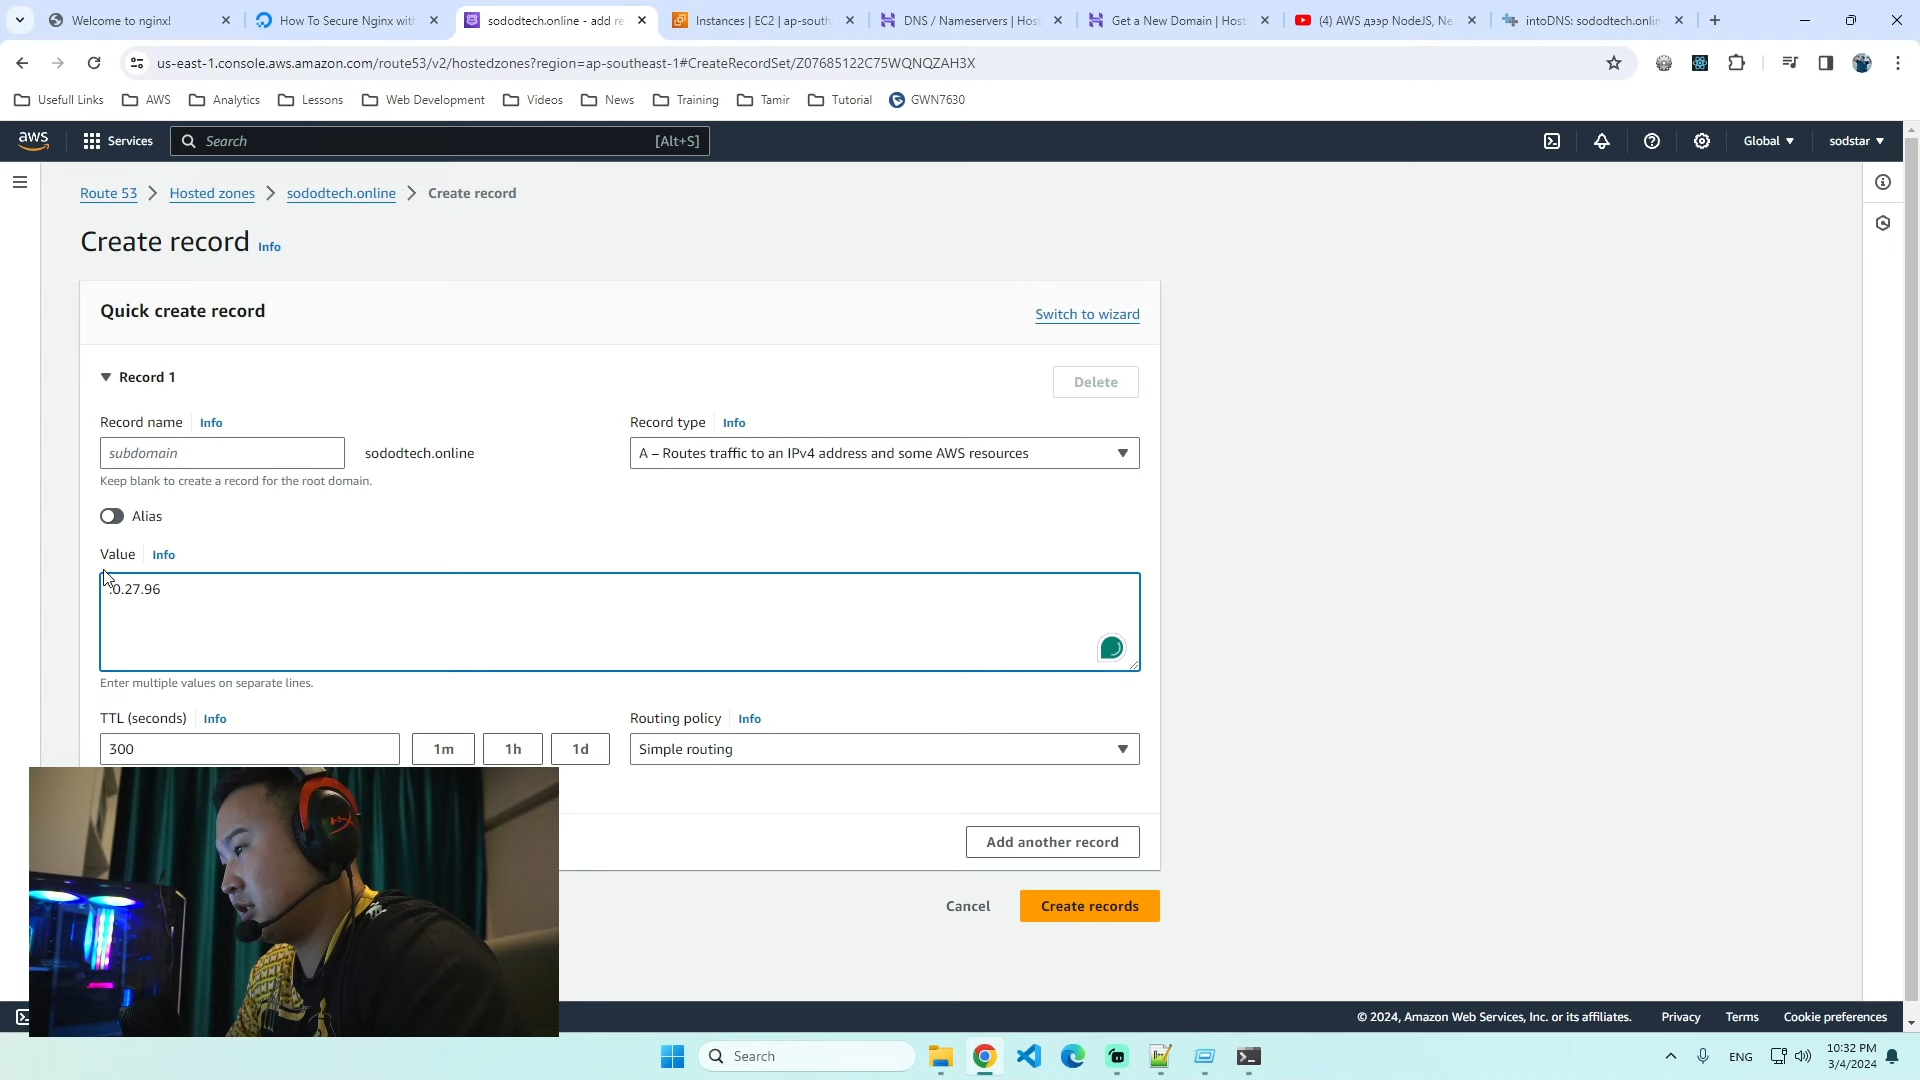 Welcome to nginx!
How To Secure Nginx wit
sododtech.online - add re
Instances | EC2 | ap-south
DNS / Nameservers | Host
Get a New Domain | Host
(4) AWS дээр NodeJS, Ne
intoDNS: sododtech.onlin
us-east-1.console.aws.amazon.com/route53/v2/hostedzones?region=ap-southeast-1#CreateRecordSet/Z07685122C75WQNQZAH3X
Usefull Links
AWS
Analytics
Lessons
Web Development
Videos
News
Training
Tamir
Tutorial
GWN7630
aws
Services
Search
[Alt+S]
Global
sodstar
Route 53
Hosted zones
sododtech.online
Create record
Create record Info
Quick create record
Switch to wizard
Record 1
Delete
Record name Info
Record type Info
subdomain
sododtech.online
A – Routes traffic to an IPv4 address and some AWS resources
Keep blank to create a record for the root domain.
Alias
Value Info
.0.27.96
Enter multiple values on separate lines.
TTL (seconds) Info
Routing policy Info
300
1m
1h
1d
Simple routing
Add another record
Cancel
Create records
© 2024, Amazon Web Services, Inc. or its affiliates.
Privacy
Terms
Cookie preferences
Search
ENG
10:32 PM
3/4/2024